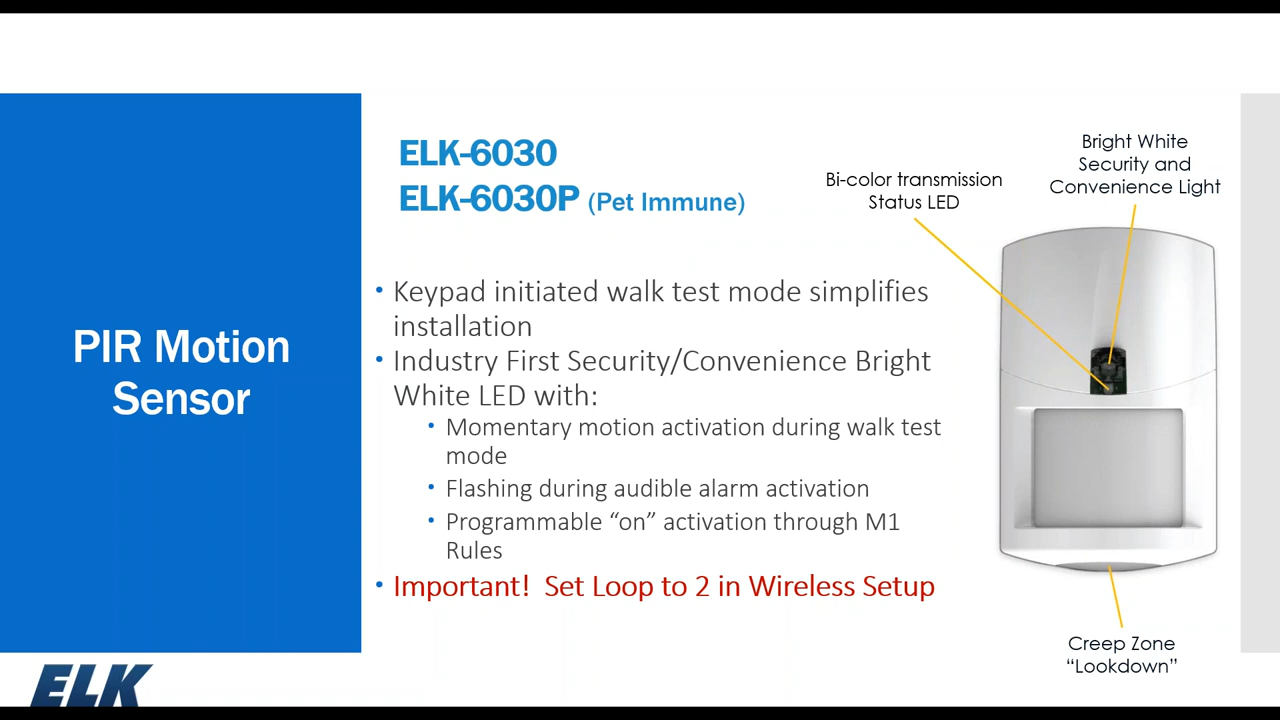 PIR Motion
Sensor
ELK-6030
ELK-6030P (Pet Immune)
• Keypad initiated walk test mode simplifies
installation
• Industry First Security/Convenience Bright
White LED with:
• Momentary motion activation during walk test
mode
• Flashing during audible alarm activation
• Programmable “on” activation through M1
Rules
• Important!  Set Loop to 2 in Wireless Setup
Bi-color transmission
Status LED
Bright White
Security and
Convenience Light
Creep Zone
“Lookdown”
ELK